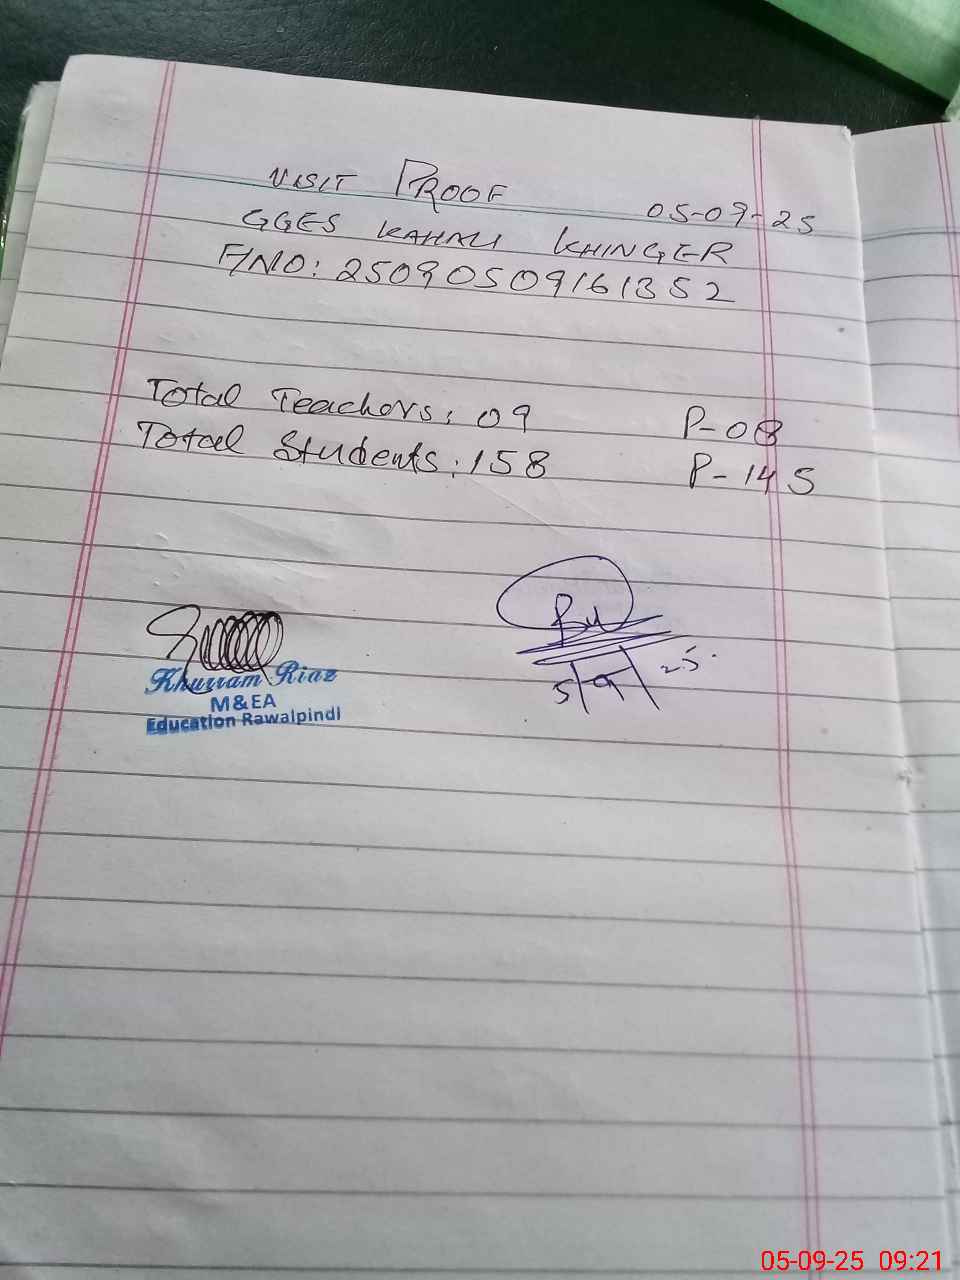 VISIT PROOF 05-09-25
GGES KAHALI KHINGER
F/NO: 25090509161352
Total Teachers: 09 P-08
Total Students: 158 P-145
Khurram Riaz
M&EA
Education Rawalpindi
5/9/25.
05-09-25 09:21